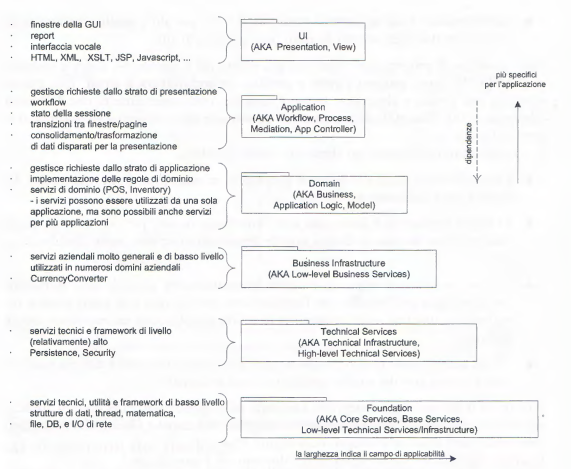 · finestre della GUI
· report
· interfaccia vocale
· HTML, XML, XSLT, JSP, Javascript, ...
UI
(AKA Presentation, View)
più specifici
per l'applicazione
dipendenze
· gestisce richieste dallo strato di presentazione
· workflow
· stato della sessione
· transizioni tra finestre/pagine
· consolidamento/trasformazione
di dati disparati per la presentazione
Application
(AKA Workflow, Process,
Mediation, App Controller)
· gestisce richieste dallo strato di applicazione
· implementazione delle regole di dominio
· servizi di dominio (POS, Inventory)
- i servizi possono essere utilizzati da una sola
applicazione, ma sono possibili anche servizi
per più applicazioni
Domain
(AKA Business,
Application Logic, Model)
· servizi aziendali molto generali e di basso livello
utilizzati in numerosi domini aziendali
· CurrencyConverter
Business Infrastructure
(AKA Low-level Business Services)
· servizi tecnici e framework di livello
(relativamente) alto
· Persistence, Security
Technical Services
(AKA Technical Infrastructure,
High-level Technical Services)
· servizi tecnici, utilità e framework di basso livello
· strutture di dati, thread, matematica,
file, DB, e I/O di rete
Foundation
(AKA Core Services, Base Services,
Low-level Technical Services/Infrastructure)
la larghezza indica il campo di applicabilità